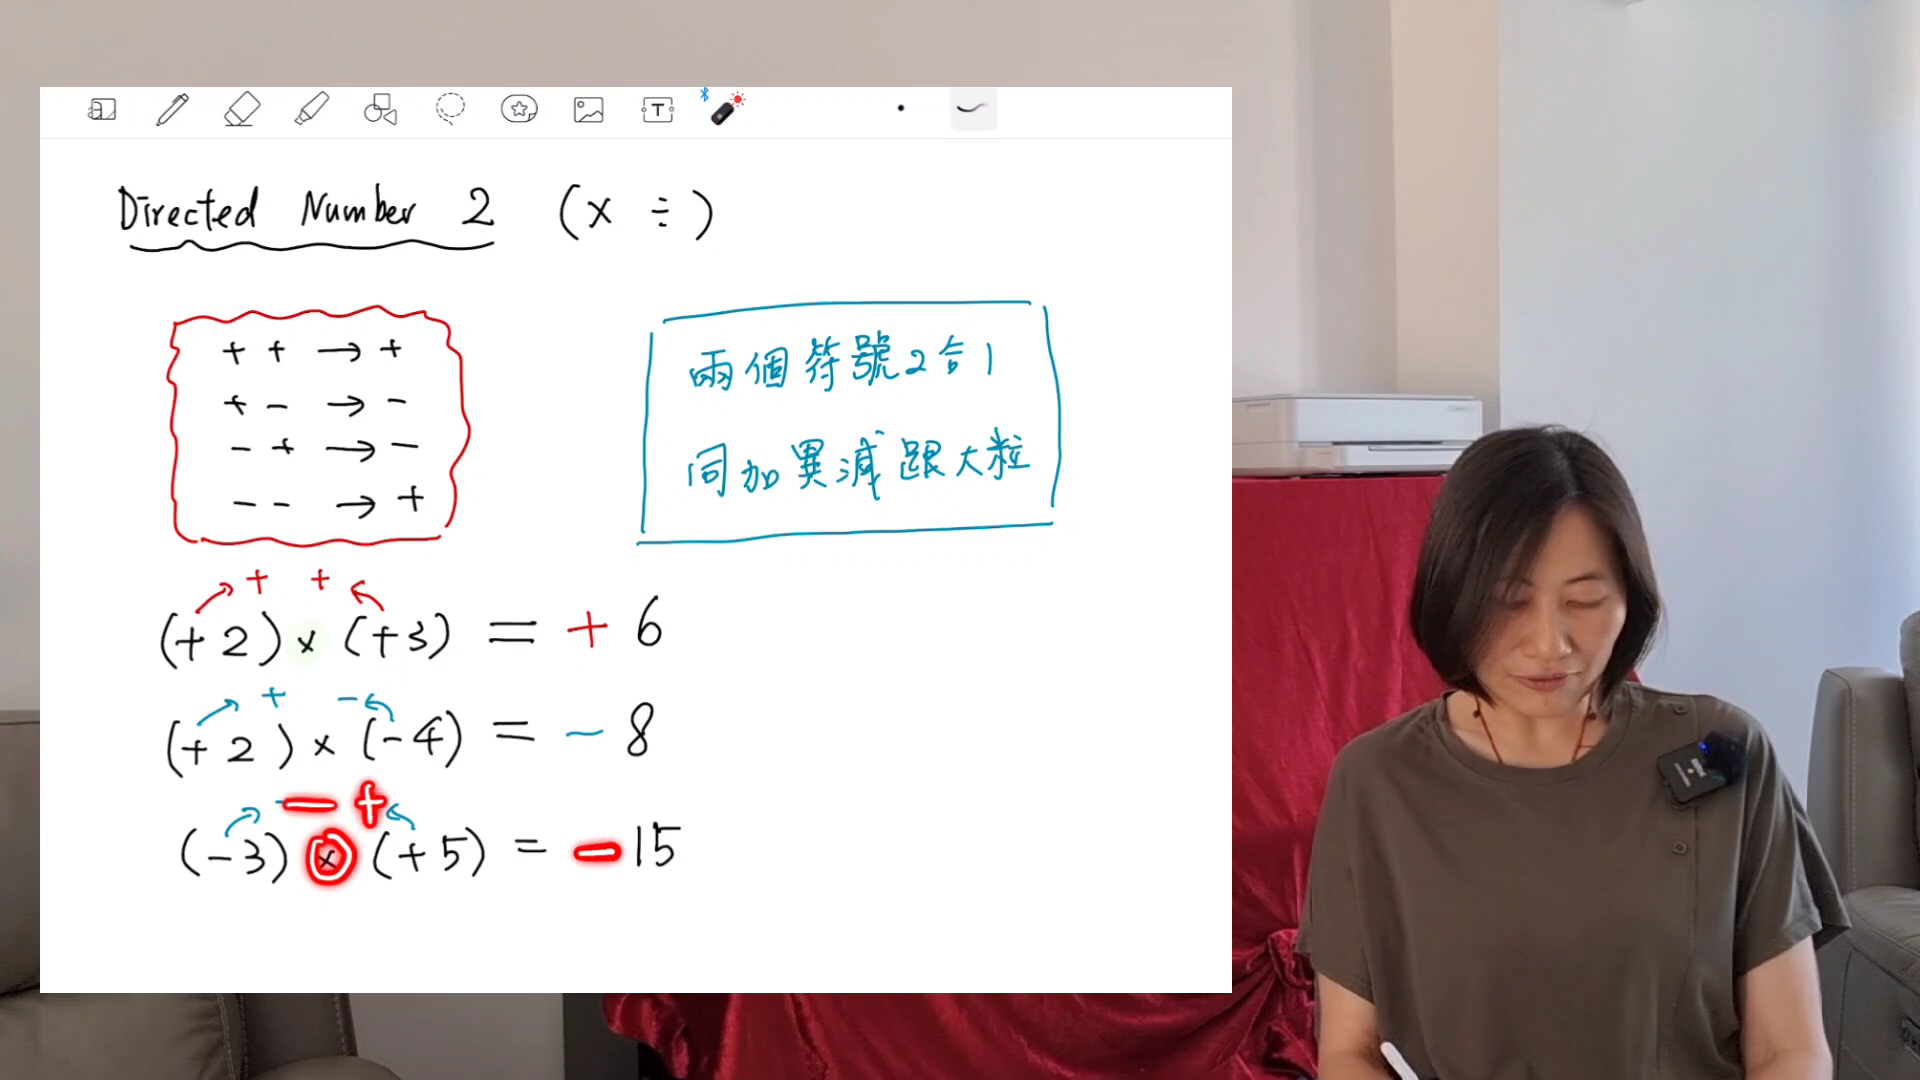 Directed Number 2 (x ÷)
+ + → +
+ - → -
- + → -
- - → +
兩個符號2合1
同加異減跟大粒
+ +
(+2) x (+3) = + 6
+ -
(+2) x (-4) = - 8
- +
(-3) x (+5) = - 15